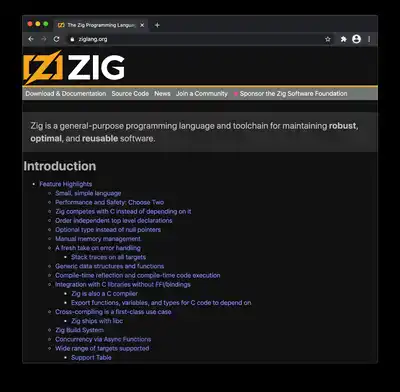 The Zig Programming Langua
ziglang.org
ZIG
Download & Documentation Source Code News Join a Community Sponsor the Zig Software Foundation
Zig is a general-purpose programming language and toolchain for maintaining robust,
optimal, and reusable software.
Introduction
Feature Highlights
Small, simple language
Performance and Safety: Choose Two
Zig competes with C instead of depending on it
Order independent top level declarations
Optional type instead of null pointers
Manual memory management
A fresh take on error handling
Stack traces on all targets
Generic data structures and functions
Compile-time reflection and compile-time code execution
Integration with C libraries without FFI/bindings
Zig is also a C compiler
Export functions, variables, and types for C code to depend on
Cross-compiling is a first-class use case
Zig ships with libc
Zig Build System
Concurrency via Async Functions
Wide range of targets supported
Support Table